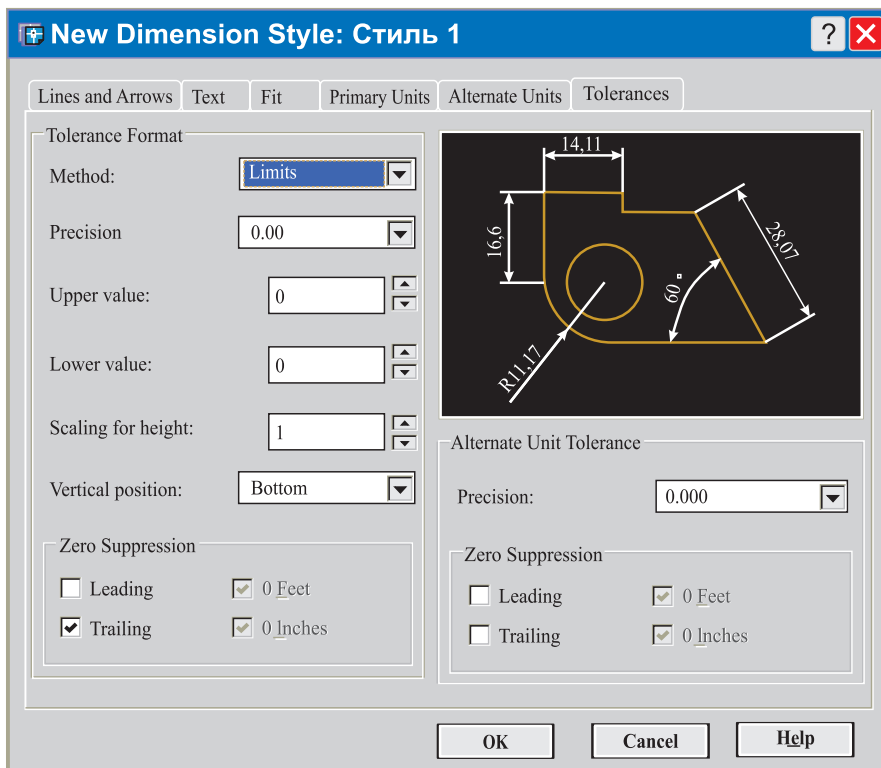 New Dimension Style: Стиль 1
?
Lines and Arrows
Text
Fit
Primary Units
Alternate Units
Tolerances
Tolerance Format
Method:
Limits
Precision
0.00
Upper value:
0
Lower value:
0
Scaling for height:
1
Vertical position:
Bottom
Zero Suppression
Leading
0 Feet
Trailing
0 Inches
14,11
16,6
28,07
60
R11,17
Alternate Unit Tolerance
Precision:
0.000
Zero Suppression
Leading
0 Feet
Trailing
0 Inches
OK
Cancel
Help